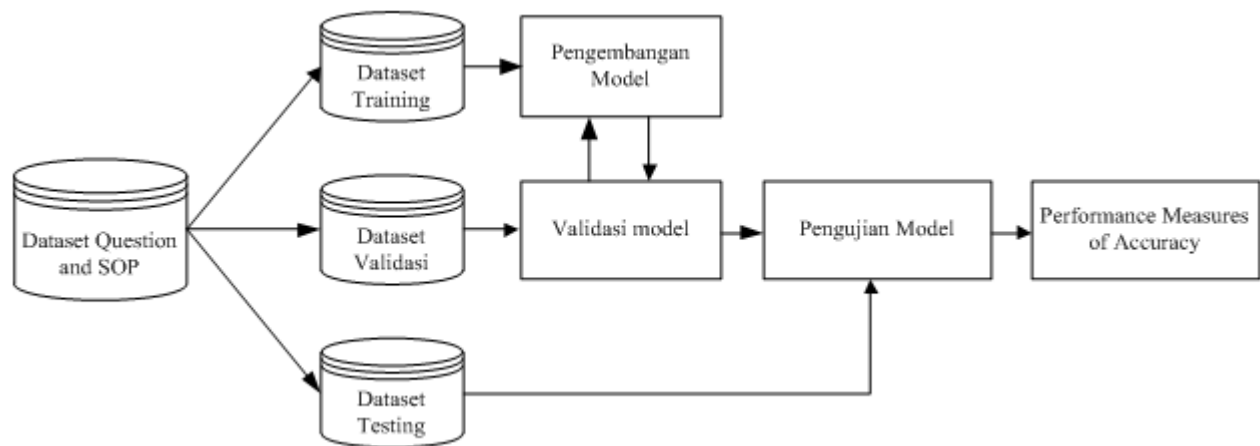 Dataset Question
and SOP
Dataset
Training
Dataset
Validasi
Dataset
Testing
Pengembangan
Model
Validasi model
Pengujian Model
Performance Measures
of Accuracy